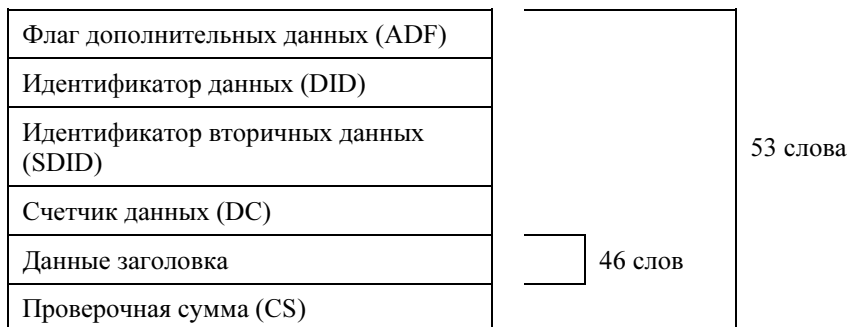 Флаг дополнительных данных (ADF)
Идентификатор данных (DID)
Идентификатор вторичных данных
(SDID)
53 слова
Счетчик данных (DC)
Данные заголовка
46 слов
Проверочная сумма (CS)